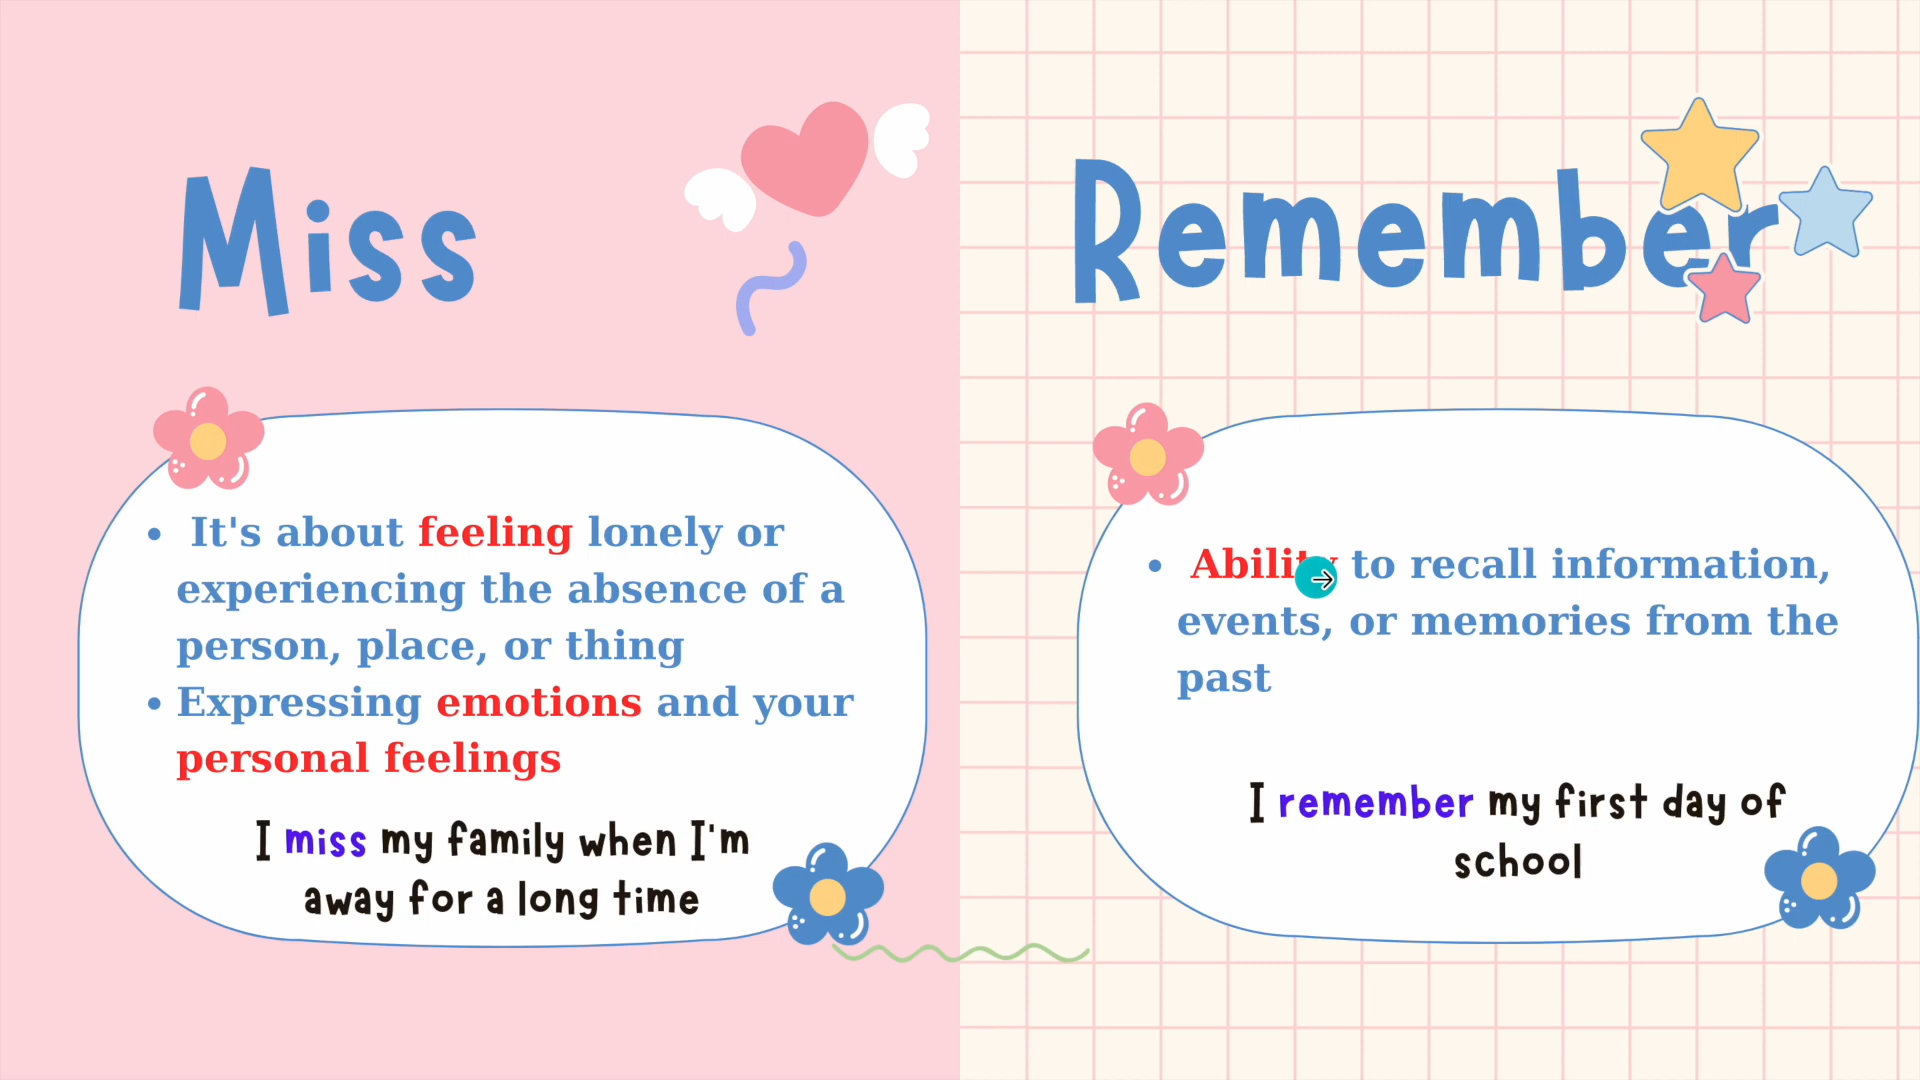 Miss
• It's about feeling lonely or
experiencing the absence of a
person, place, or thing
• Expressing emotions and your
personal feelings
I miss my family when I'm
away for a long time
Remember
• Ability to recall information,
events, or memories from the
past
I remember my first day of
school